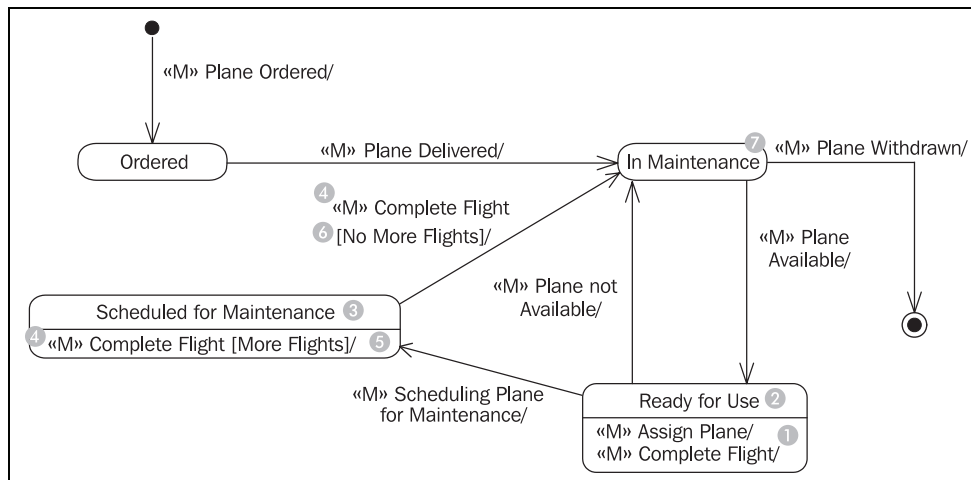 «M» Plane Ordered/
Ordered
«M» Plane Delivered/
7
In Maintenance
«M» Plane Withdrawn/
4
«M» Complete Flight
6 [No More Flights]/
«M» Plane
Available/
«M» Plane not
Available/
Scheduled for Maintenance 3
4 «M» Complete Flight [More Flights]/ 5
«M» Scheduling Plane
for Maintenance/
Ready for Use 2
«M» Assign Plane/ 1
«M» Complete Flight/